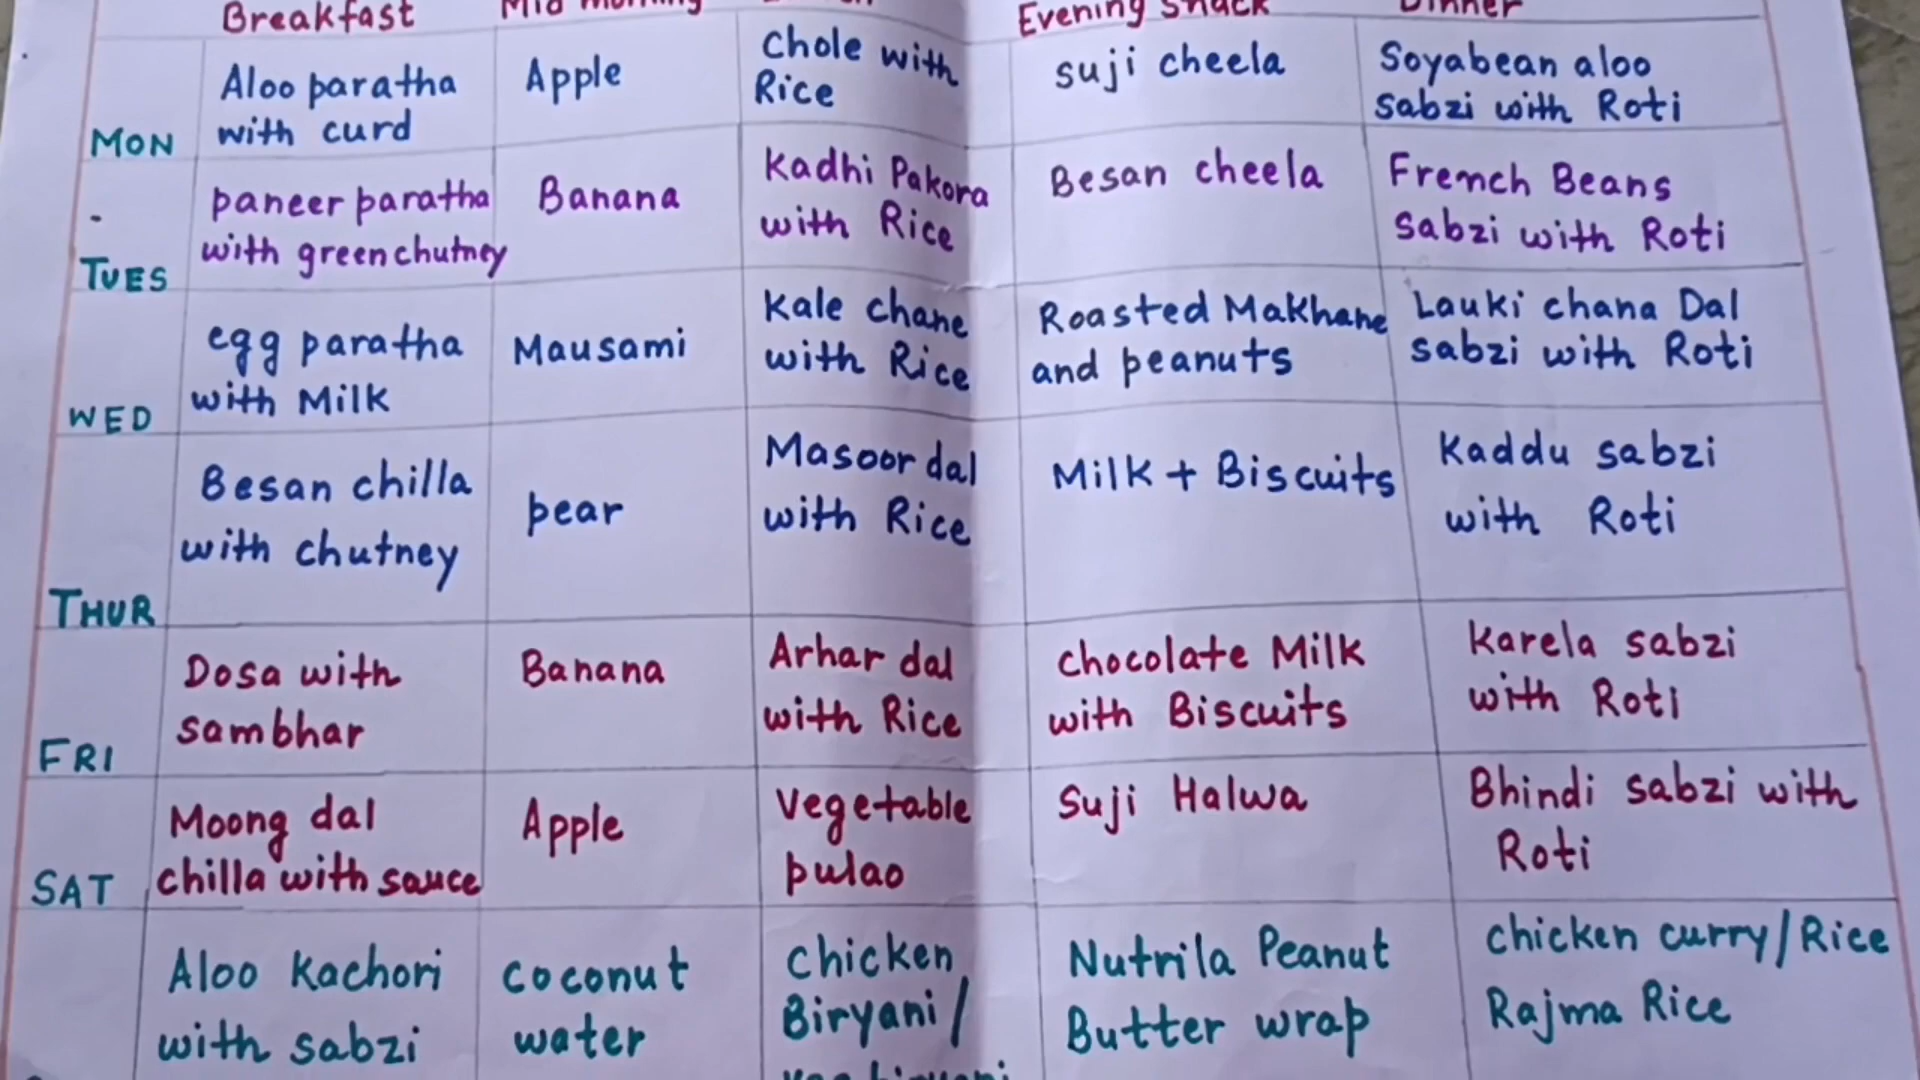 Breakfast
Mid Morning
Evening Snack
Dinner
MON
Aloo paratha
with curd
Apple
Chole with
Rice
suji cheela
Soyabean aloo
sabzi with Roti
TUES
paneer paratha
with green chutney
Banana
Kadhi Pakora
with Rice
Besan cheela
French Beans
sabzi with Roti
WED
egg paratha
with Milk
Mausami
Kale chane
with Rice
Roasted Makhane
and peanuts
Lauki chana Dal
sabzi with Roti
THUR
Besan chilla
with chutney
pear
Masoor dal
with Rice
Milk + Biscuits
Kaddu sabzi
with Roti
FRI
Dosa with
sambhar
Banana
Arhar dal
with Rice
chocolate Milk
with Biscuits
Karela sabzi
with Roti
SAT
Moong dal
chilla with sauce
Apple
Vegetable
pulao
Suji Halwa
Bhindi sabzi with
Roti
Aloo Kachori
with sabzi
coconut
water
chicken
Biryani/
Nutrila Peanut
Butter wrap
chicken curry/Rice
Rajma Rice